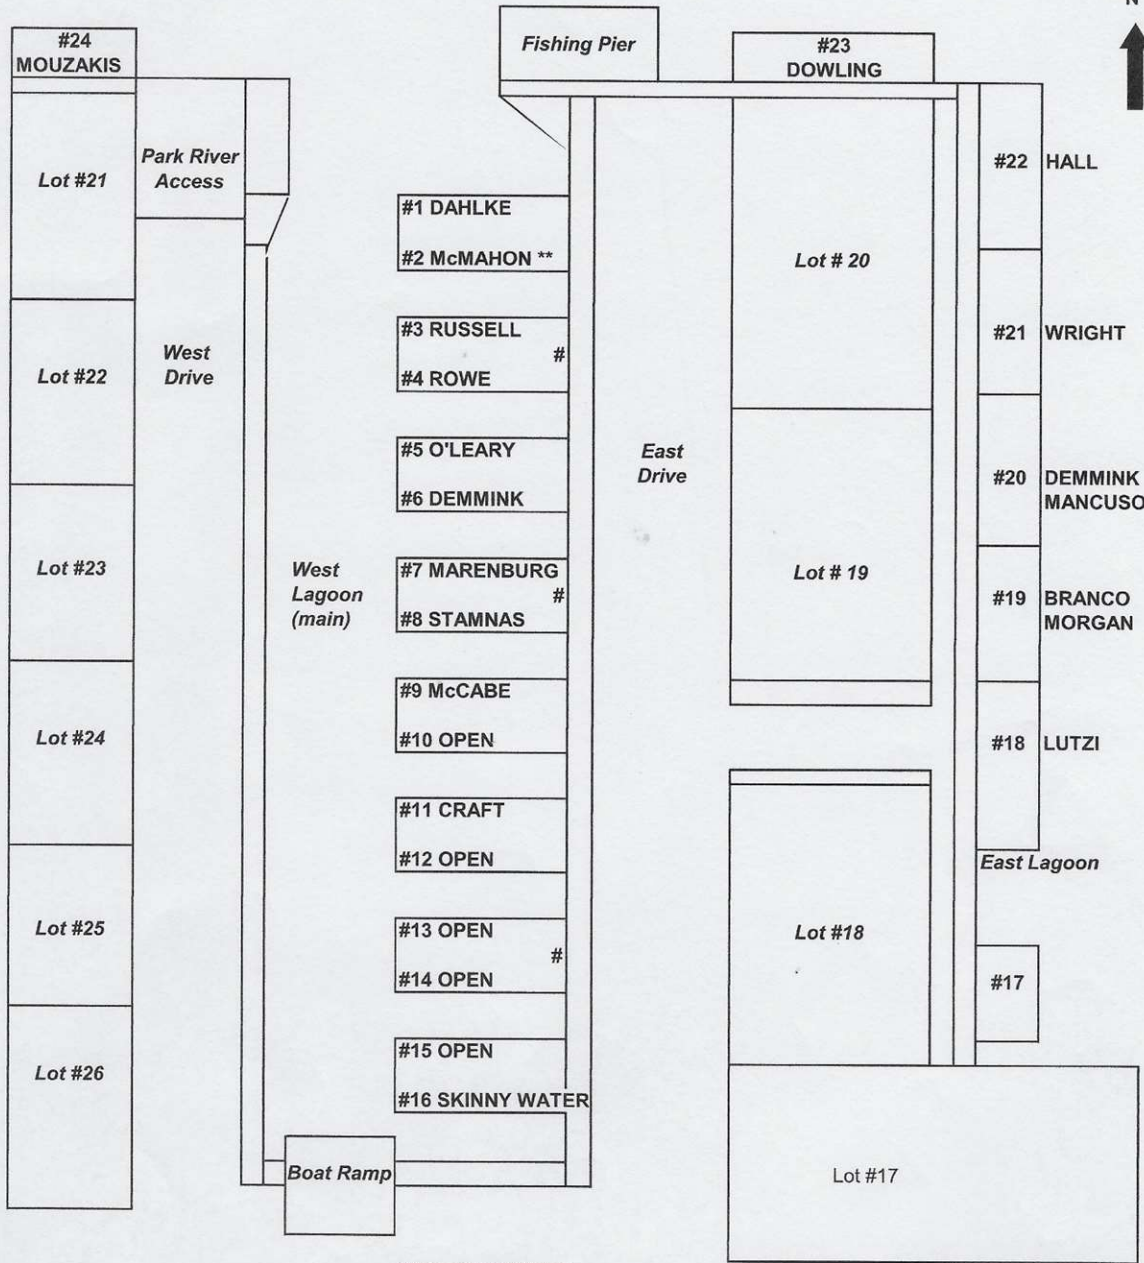 N
#24
MOUZAKIS
Fishing Pier
#23
DOWLING
Lot #21
Park River
Access
#22 HALL
#1 DAHLKE
#2 McMAHON **
Lot # 20
#3 RUSSELL
#
#4 ROWE
#21 WRIGHT
Lot #22
West
Drive
#5 O'LEARY
#6 DEMMINK
East
Drive
#20 DEMMINK
MANCUSO
Lot #23
West
Lagoon
(main)
#7 MARENBURG
#
#8 STAMNAS
Lot # 19
#19 BRANCO
MORGAN
#9 McCABE
#10 OPEN
Lot #24
#18 LUTZI
#11 CRAFT
#12 OPEN
East Lagoon
Lot #25
#13 OPEN
#
#14 OPEN
Lot #18
#17
#15 OPEN
#16 SKINNY WATER
Lot #26
Boat Ramp
Lot #17